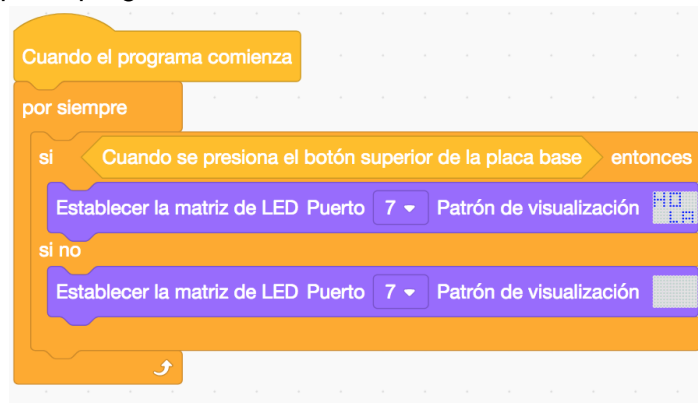 Cuando el programa comienza
por siempre
si Cuando se presiona el botón superior de la placa base entonces
Establecer la matriz de LED Puerto 7 Patrón de visualización HO
LA
si no
Establecer la matriz de LED Puerto 7 Patrón de visualización